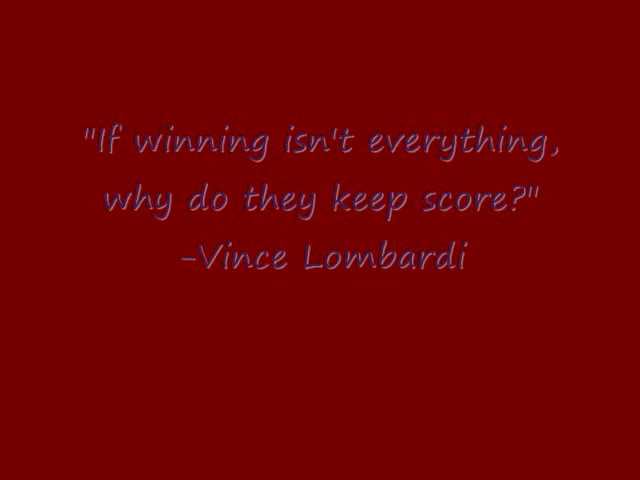 "If winning isn't everything,
why do they keep score?"
-Vince Lombardi